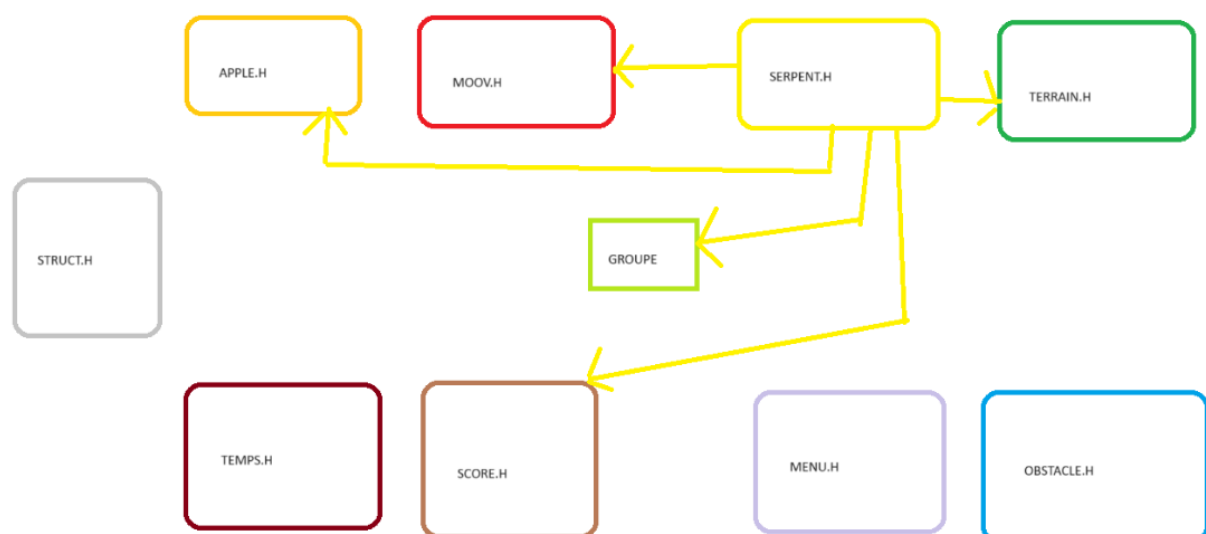 APPLE.H
MOOV.H
SERPENT.H
TERRAIN.H
STRUCT.H
GROUPE
TEMPS.H
SCORE.H
MENU.H
OBSTACLE.H